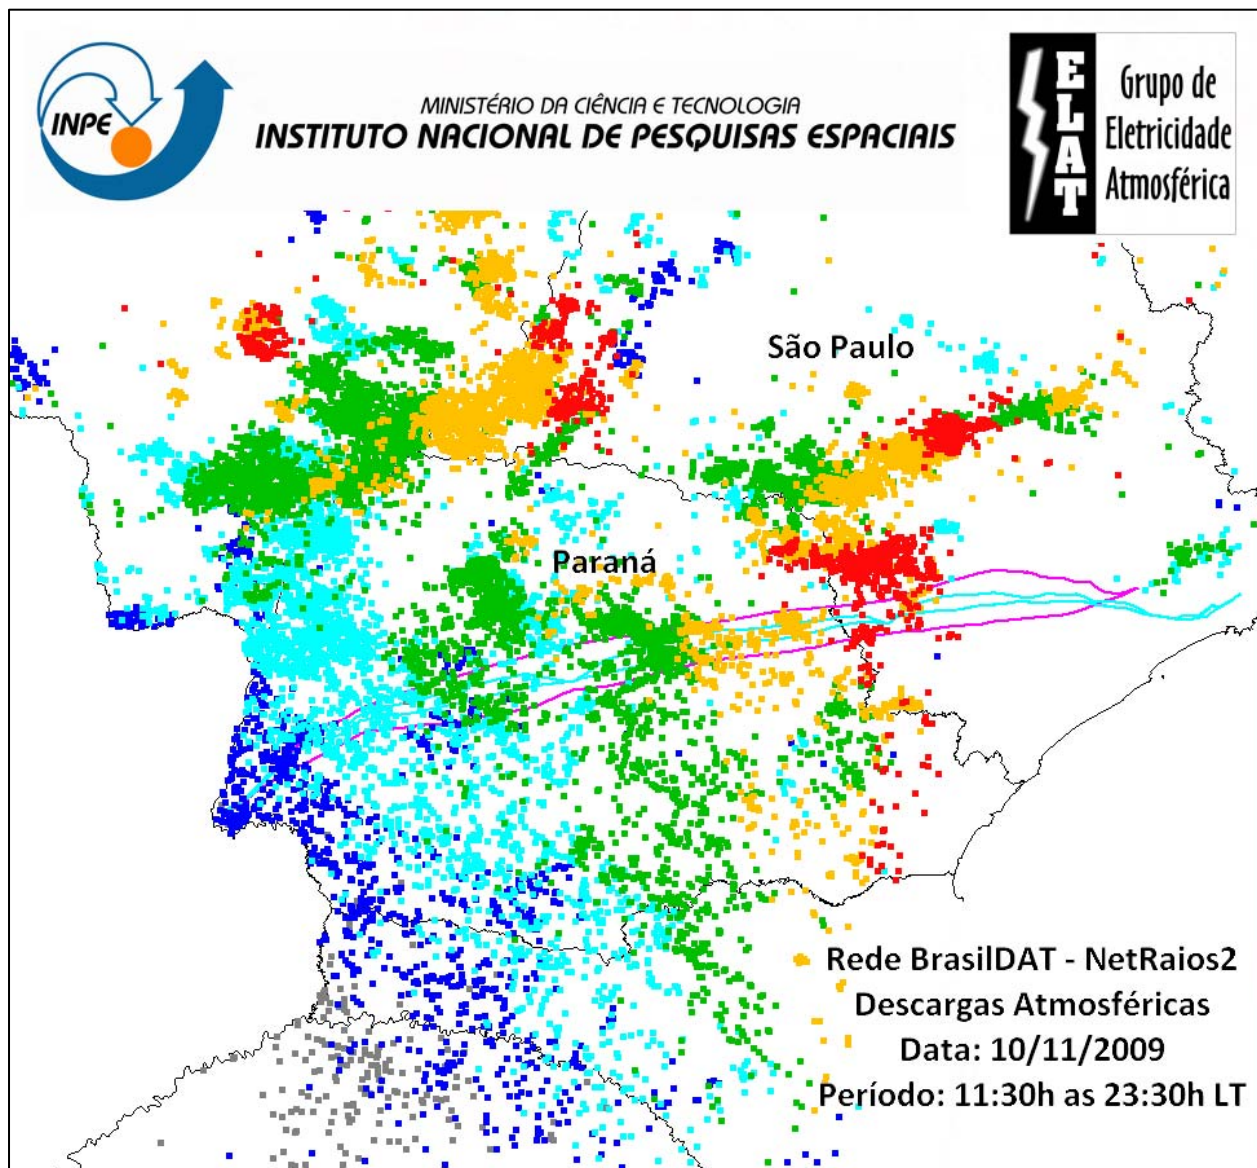 INPE
MINISTÉRIO DA CIÊNCIA E TECNOLOGIA
INSTITUTO NACIONAL DE PESQUISAS ESPACIAIS
ELAT
Grupo de
Eletricidade
Atmosférica
São Paulo
Paraná
Rede BrasilDAT - NetRaios2
Descargas Atmosféricas
Data: 10/11/2009
Período: 11:30h as 23:30h LT